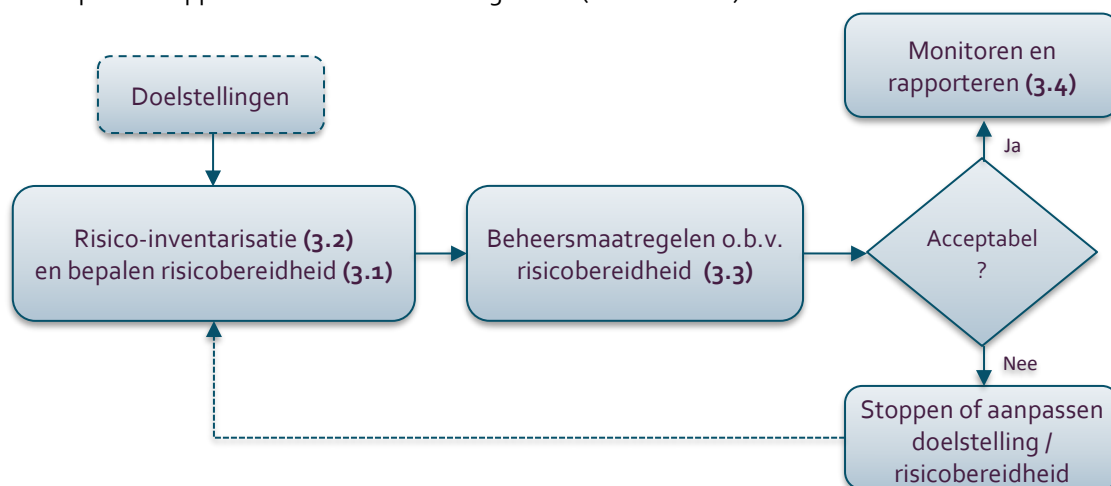 Monitoren en
rapporteren (3.4)
Doelstellingen
Ja
Risico-inventarisatie (3.2)
en bepalen risicobereidheid (3.1)
Beheersmaatregelen o.b.v.
risicobereidheid (3.3)
Acceptabel
?
Nee
Stoppen of aanpassen
doelstelling /
risicobereidheid